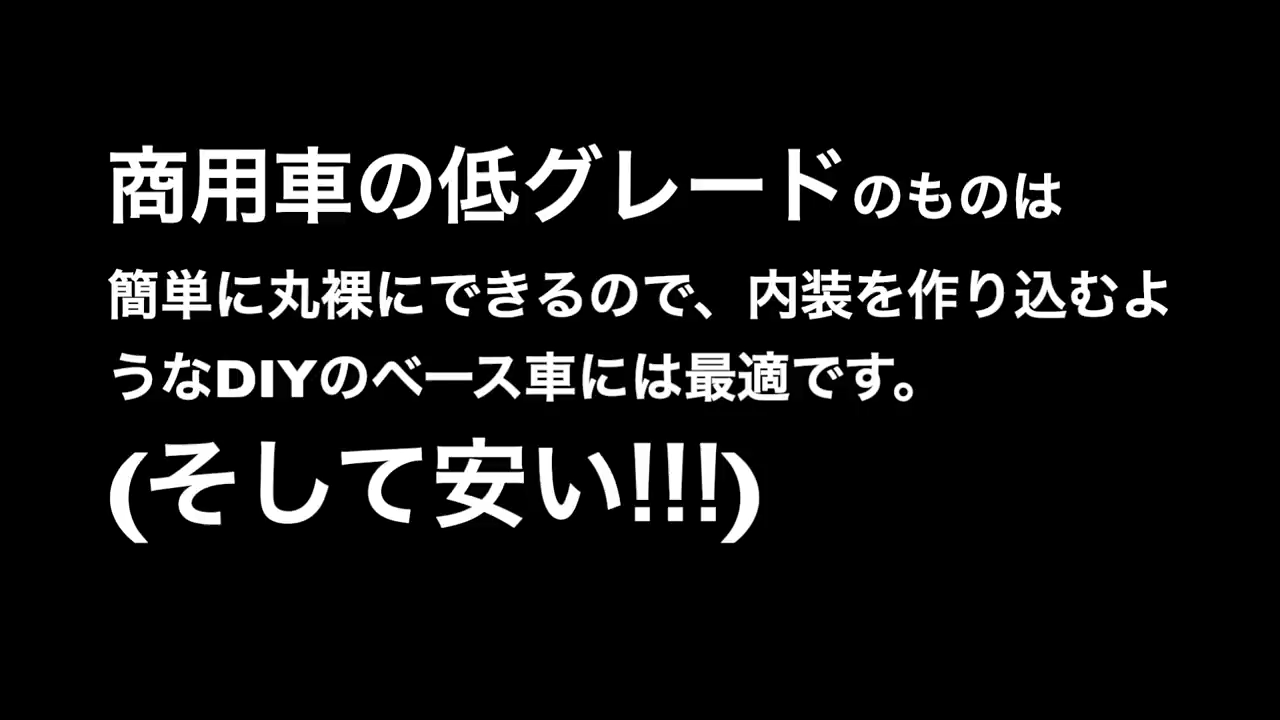 商用車の低グレードのものは
簡単に丸裸にできるので、内装を作り込むよ
うなDIYのベース車には最適です。
(そして安い!!!)